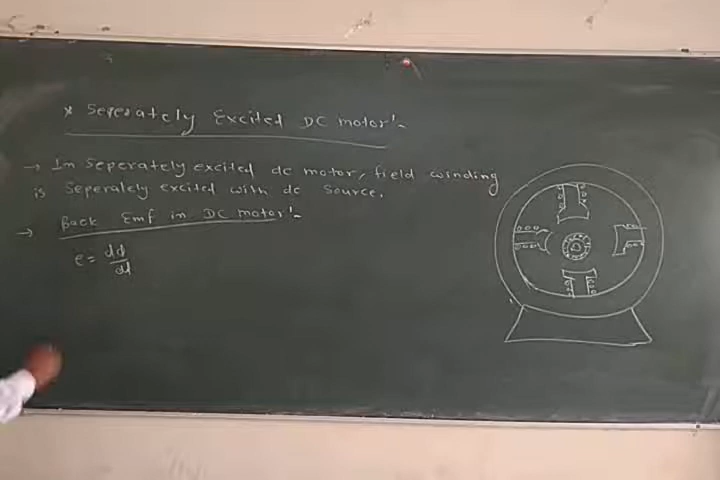 * Seperately Excited DC motor:-
→ In Seperately excited dc motor, field winding
is Seperately excited with dc source.
→ Back Emf in DC motor:-
e = dφ/dt